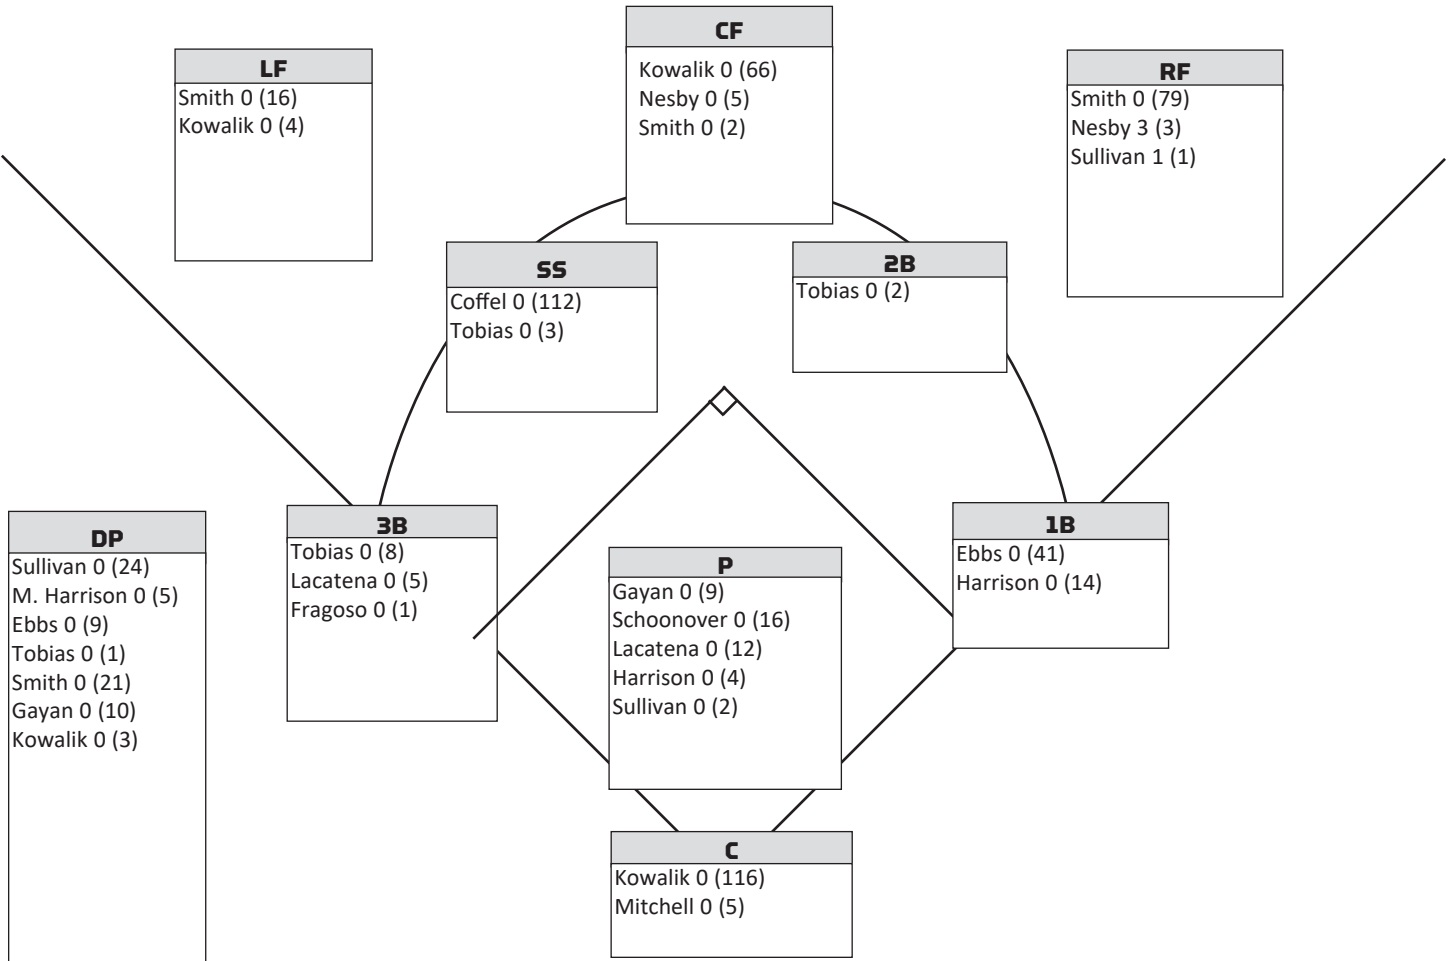 CF
Kowalik 0 (66)
Nesby 0 (5)
Smith 0 (2)
LF
Smith 0 (16)
Kowalik 0 (4)
RF
Smith 0 (79)
Nesby 3 (3)
Sullivan 1 (1)
SS
Coffel 0 (112)
Tobias 0 (3)
2B
Tobias 0 (2)
DP
Sullivan 0 (24)
M. Harrison 0 (5)
Ebbs 0 (9)
Tobias 0 (1)
Smith 0 (21)
Gayan 0 (10)
Kowalik 0 (3)
3B
Tobias 0 (8)
Lacatena 0 (5)
Fragoso 0 (1)
P
Gayan 0 (9)
Schoonover 0 (16)
Lacatena 0 (12)
Harrison 0 (4)
Sullivan 0 (2)
1B
Ebbs 0 (41)
Harrison 0 (14)
C
Kowalik 0 (116)
Mitchell 0 (5)